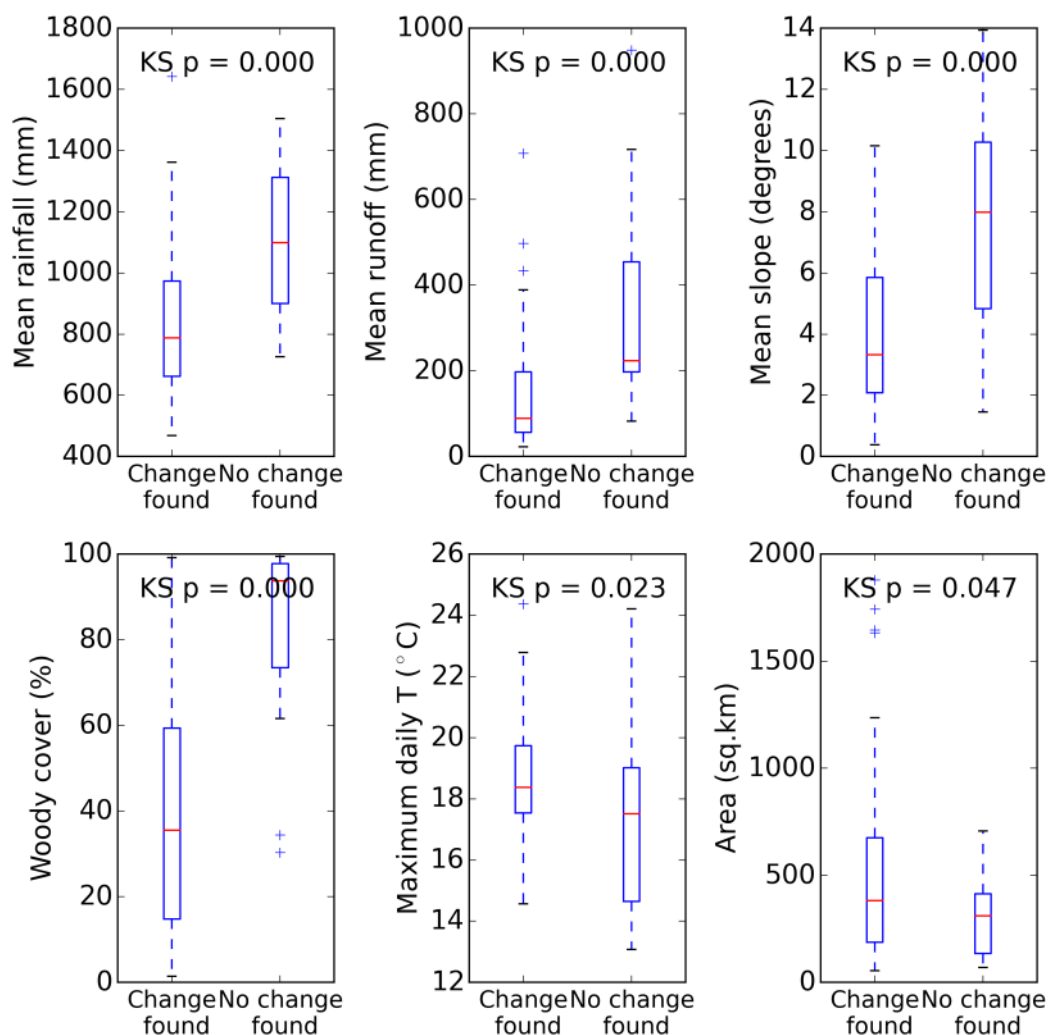 Mean rainfall (mm)
1800
1600
1400
1200
1000
800
600
400
KS p = 0.000
Change found
No change found
Mean runoff (mm)
1000
800
600
400
200
0
KS p = 0.000
Change found
No change found
Mean slope (degrees)
14
12
10
8
6
4
2
0
KS p = 0.000
Change found
No change found
Woody cover (%)
100
80
60
40
20
0
KS p = 0.000
Change found
No change found
Maximum daily T (°C)
26
24
22
20
18
16
14
12
KS p = 0.023
Change found
No change found
Area (sq.km)
2000
1500
1000
500
0
KS p = 0.047
Change found
No change found